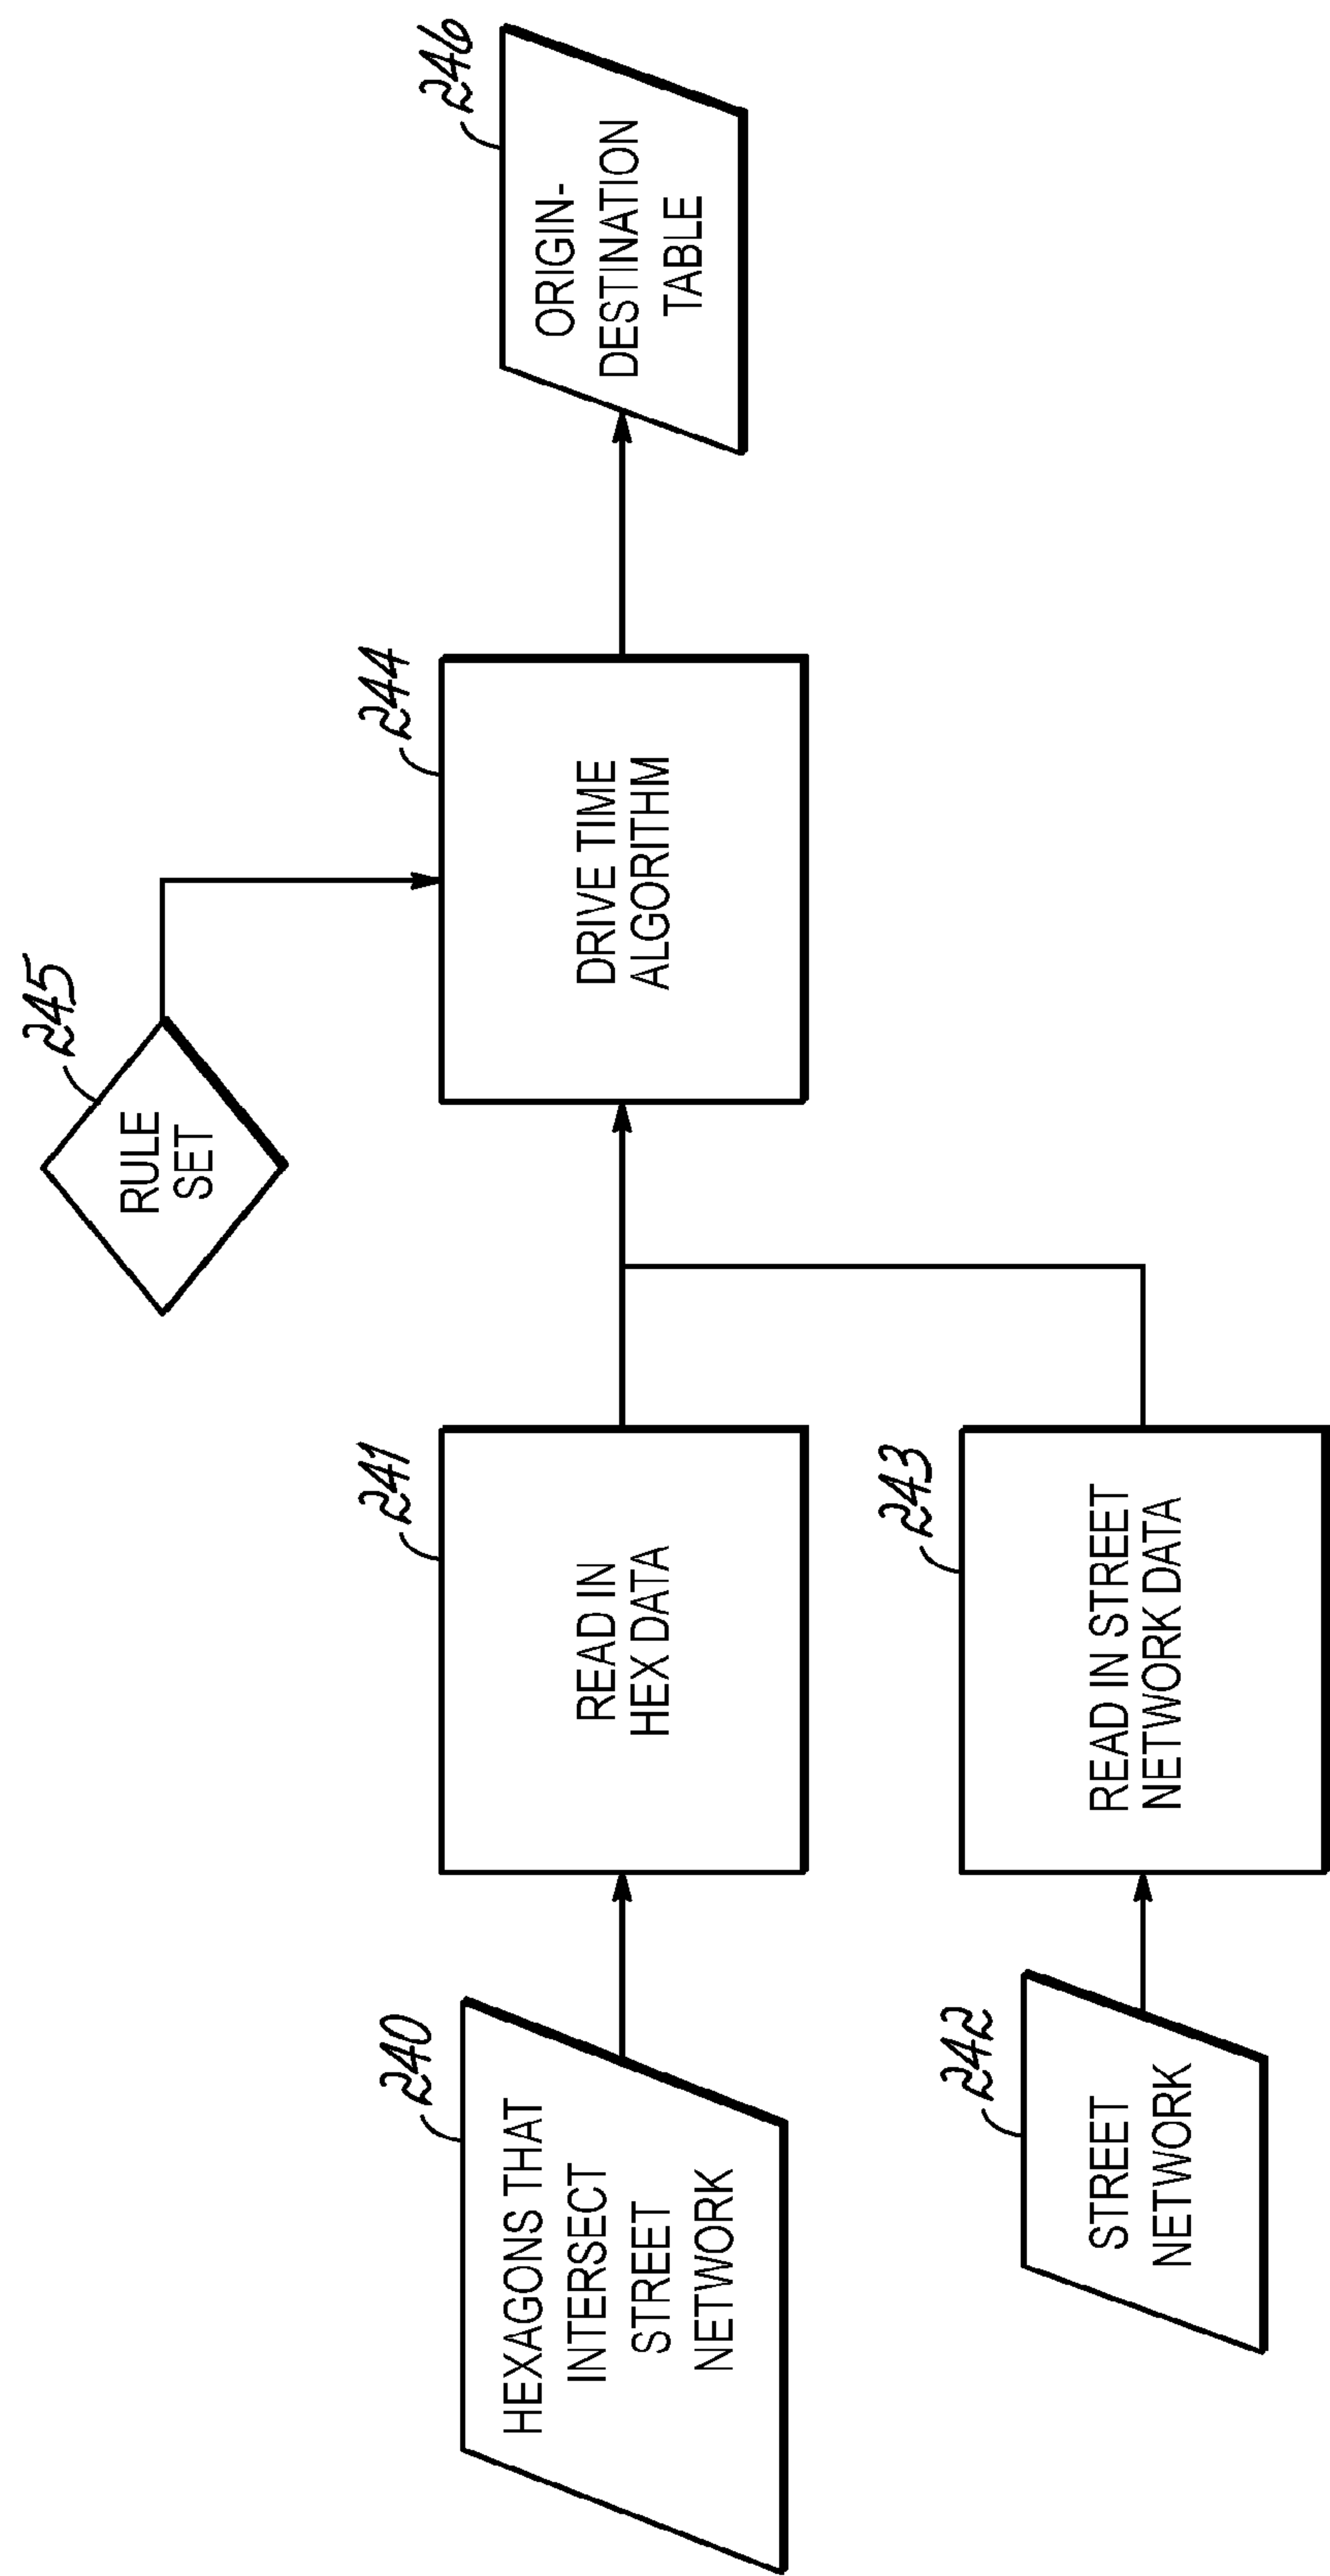 245
RULE
SET
240
HEXAGONS THAT
INTERSECT
STREET
NETWORK
241
READ IN
HEX DATA
244
DRIVE TIME
ALGORITHM
246
ORIGIN-
DESTINATION
TABLE
242
STREET
NETWORK
243
READ IN STREET
NETWORK DATA